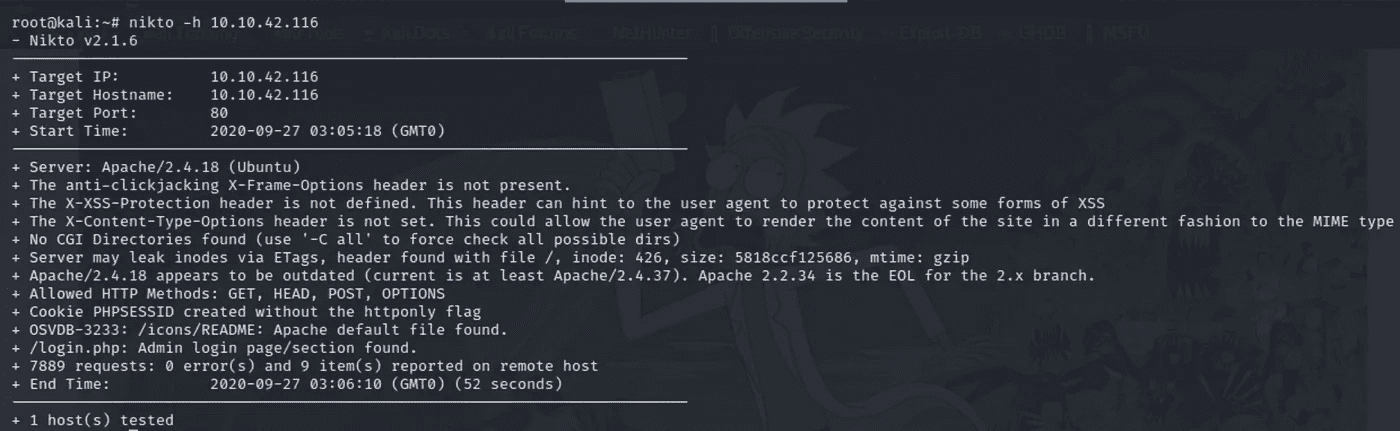 root@kali:~# nikto -h 10.10.42.116
- Nikto v2.1.6
+ Target IP: 10.10.42.116
+ Target Hostname: 10.10.42.116
+ Target Port: 80
+ Start Time: 2020-09-27 03:05:18 (GMT0)
+ Server: Apache/2.4.18 (Ubuntu)
+ The anti-clickjacking X-Frame-Options header is not present.
+ The X-XSS-Protection header is not defined. This header can hint to the user agent to protect against some forms of XSS
+ The X-Content-Type-Options header is not set. This could allow the user agent to render the content of the site in a different fashion to the MIME type
+ No CGI Directories found (use '-C all' to force check all possible dirs)
+ Server may leak inodes via ETags, header found with file /, inode: 426, size: 5818ccf125686, mtime: gzip
+ Apache/2.4.18 appears to be outdated (current is at least Apache/2.4.37). Apache 2.2.34 is the EOL for the 2.x branch.
+ Allowed HTTP Methods: GET, HEAD, POST, OPTIONS
+ Cookie PHPSESSID created without the httponly flag
+ OSVDB-3233: /icons/README: Apache default file found.
+ /login.php: Admin login page/section found.
+ 7889 requests: 0 error(s) and 9 item(s) reported on remote host
+ End Time: 2020-09-27 03:06:10 (GMT0) (52 seconds)
+ 1 host(s) tested